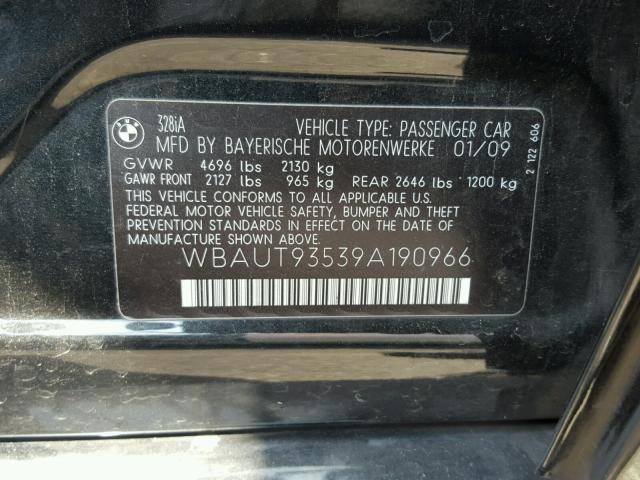 BMW
328iA VEHICLE TYPE: PASSENGER CAR
MFD BY BAYERISCHE MOTORENWERKE 01/09
GVWR 4696 lbs 2130 kg
GAWR FRONT 2127 lbs 965 kg REAR 2646 lbs 1200 kg
THIS VEHICLE CONFORMS TO ALL APPLICABLE U.S.
FEDERAL MOTOR VEHICLE SAFETY, BUMPER AND THEFT
PREVENTION STANDARDS IN EFFECT ON THE DATE OF
MANUFACTURE SHOWN ABOVE.
WBAUT93539A190966
2 122 606